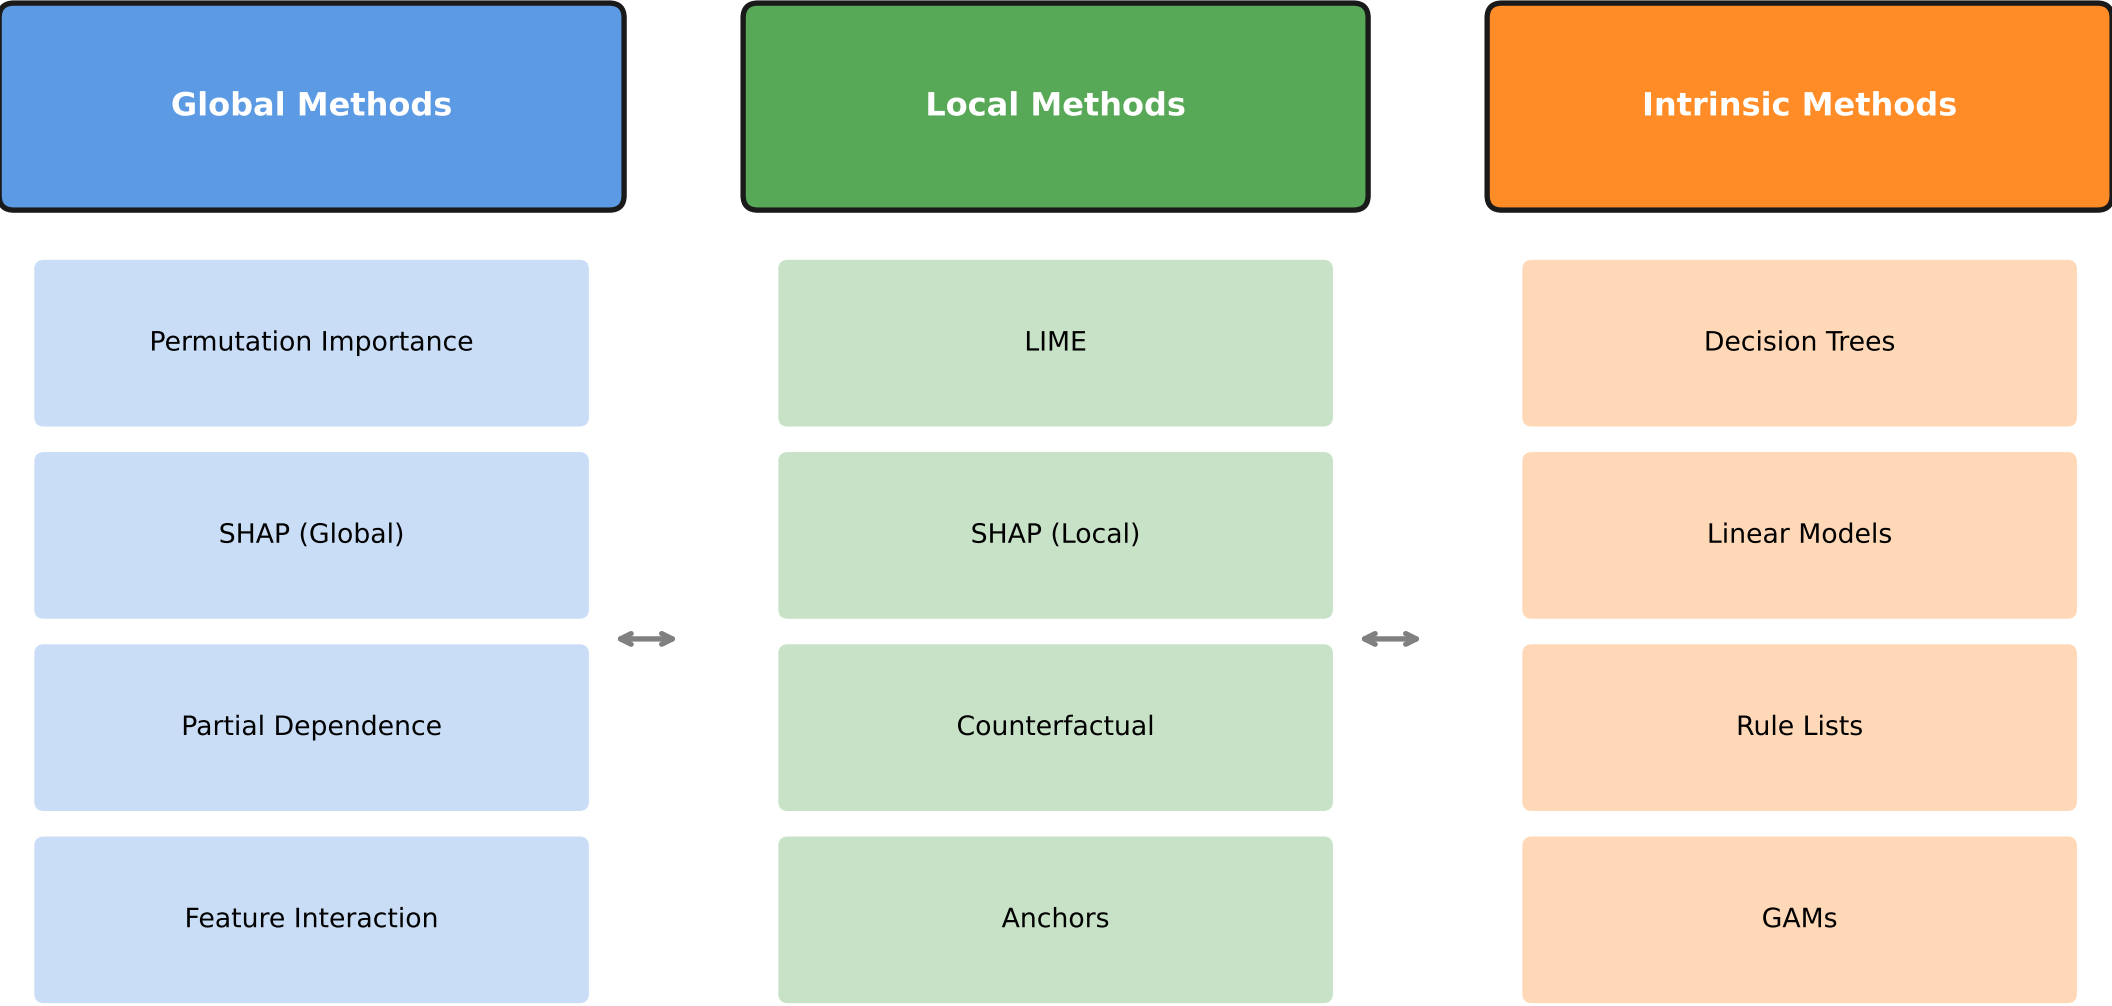 Global Methods
Local Methods
Intrinsic Methods
Permutation Importance
LIME
Decision Trees
SHAP (Global)
SHAP (Local)
Linear Models
Partial Dependence
Counterfactual
Rule Lists
Feature Interaction
Anchors
GAMs